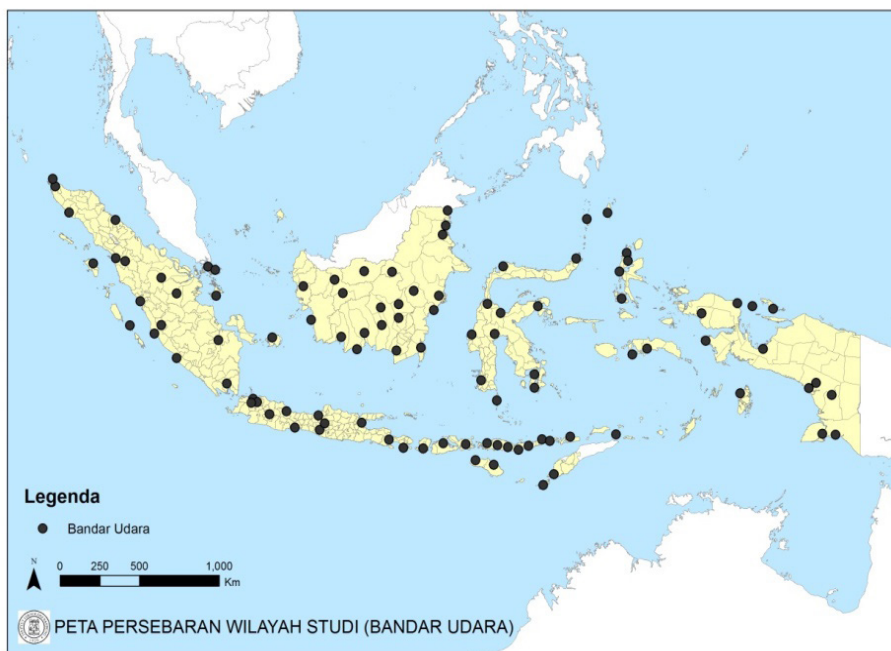 Legenda
Bandar Udara
N
0 250 500 1,000
Km
PETA PERSEBARAN WILAYAH STUDI (BANDAR UDARA)